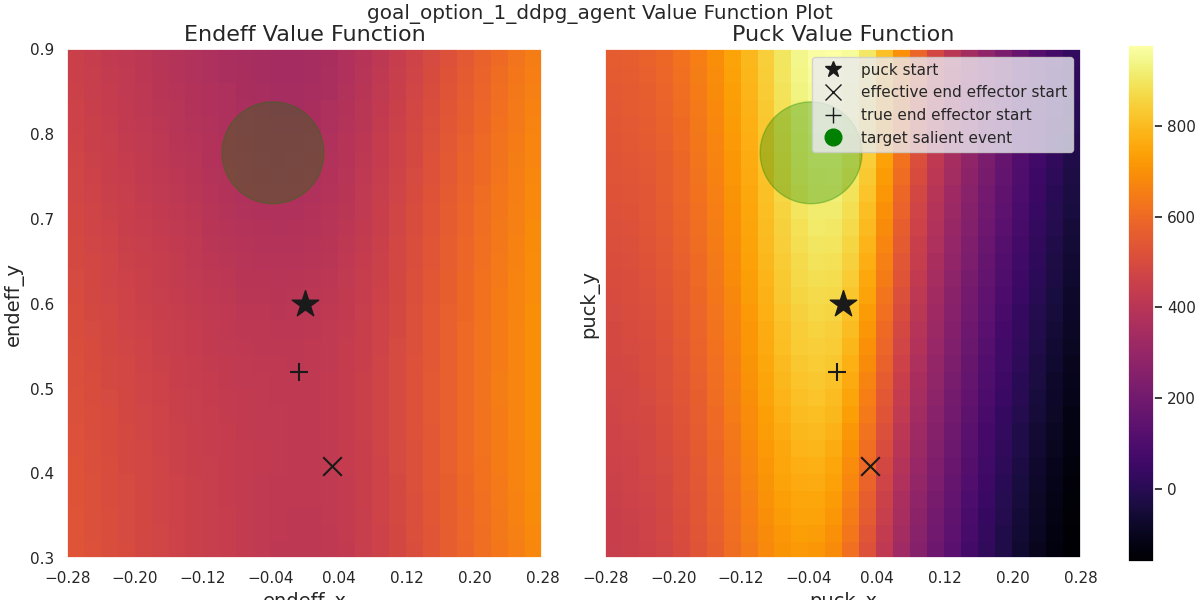 goal_option_1_ddpg_agent Value Function Plot
Endeff Value Function
Puck Value Function
endeff_y
0.9
0.8
0.7
0.6
0.5
0.4
0.3
−0.28 −0.20 −0.12 −0.04 0.04 0.12 0.20 0.28
endeff_x
puck_y
puck start
effective end effector start
true end effector start
target salient event
−0.28 −0.20 −0.12 −0.04 0.04 0.12 0.20 0.28
puck_x
800
600
400
200
0